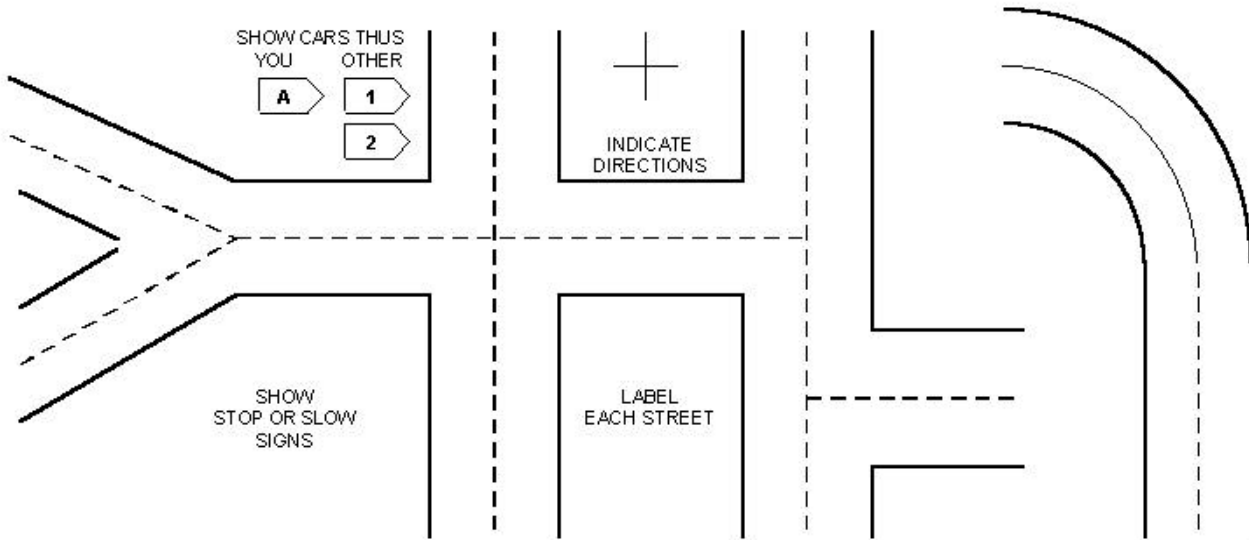 SHOW CARS THUS
YOU OTHER
A 1
2
INDICATE
DIRECTIONS
SHOW
STOP OR SLOW
SIGNS
LABEL
EACH STREET